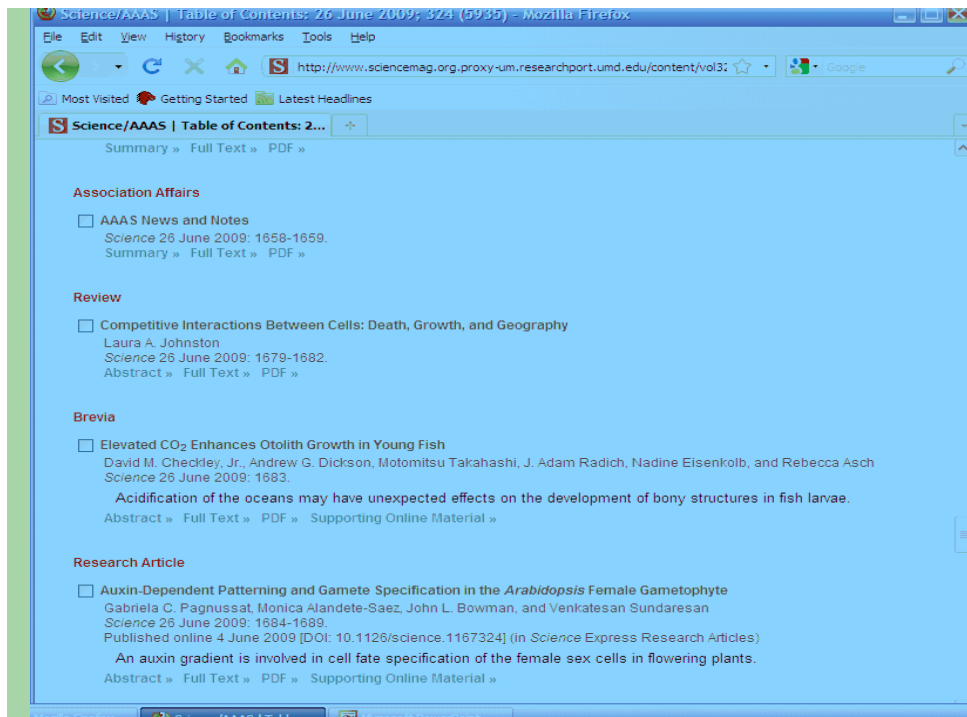 Science/AAAS | Table of Contents: 26 June 2009; 324 (5935) - Mozilla Firefox
File Edit View History Bookmarks Tools Help
S http://www.sciencemag.org.proxy-um.researchport.umd.edu/content/vol32 Google
Most Visited Getting Started Latest Headlines
S Science/AAAS | Table of Contents: 2...
Summary » Full Text » PDF »
Association Affairs
AAAS News and Notes
Science 26 June 2009: 1658-1659.
Summary » Full Text » PDF »
Review
Competitive Interactions Between Cells: Death, Growth, and Geography
Laura A. Johnston
Science 26 June 2009: 1679-1682.
Abstract » Full Text » PDF »
Brevia
Elevated CO2 Enhances Otolith Growth in Young Fish
David M. Checkley, Jr., Andrew G. Dickson, Motomitsu Takahashi, J. Adam Radich, Nadine Eisenkolb, and Rebecca Asch
Science 26 June 2009: 1683.
Acidification of the oceans may have unexpected effects on the development of bony structures in fish larvae.
Abstract » Full Text » PDF » Supporting Online Material »
Research Article
Auxin-Dependent Patterning and Gamete Specification in the Arabidopsis Female Gametophyte
Gabriela C. Pagnussat, Monica Alandete-Saez, John L. Bowman, and Venkatesan Sundaresan
Science 26 June 2009: 1684-1689.
Published online 4 June 2009 [DOI: 10.1126/science.1167324] (in Science Express Research Articles)
An auxin gradient is involved in cell fate specification of the female sex cells in flowering plants.
Abstract » Full Text » PDF » Supporting Online Material »